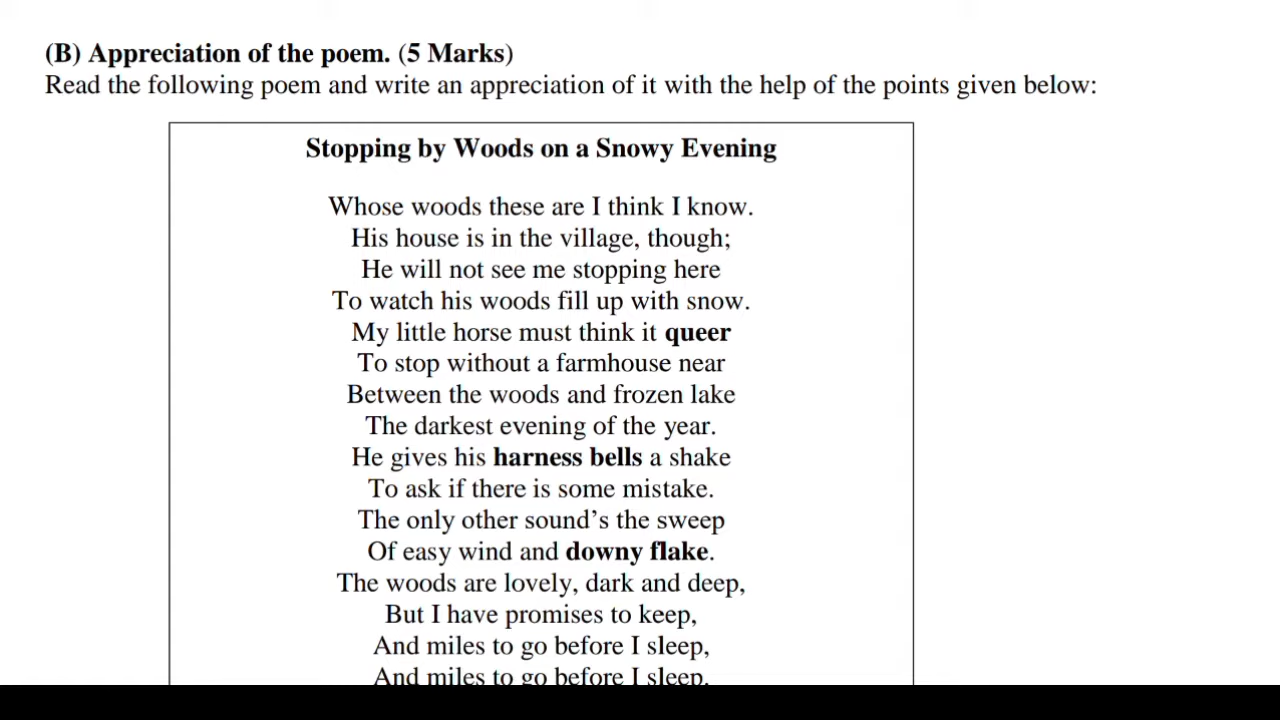 (B) Appreciation of the poem. (5 Marks)
Read the following poem and write an appreciation of it with the help of the points given below:
Stopping by Woods on a Snowy Evening
Whose woods these are I think I know.
His house is in the village, though;
He will not see me stopping here
To watch his woods fill up with snow.
My little horse must think it queer
To stop without a farmhouse near
Between the woods and frozen lake
The darkest evening of the year.
He gives his harness bells a shake
To ask if there is some mistake.
The only other sound’s the sweep
Of easy wind and downy flake.
The woods are lovely, dark and deep,
But I have promises to keep,
And miles to go before I sleep,
And miles to go before I sleep.